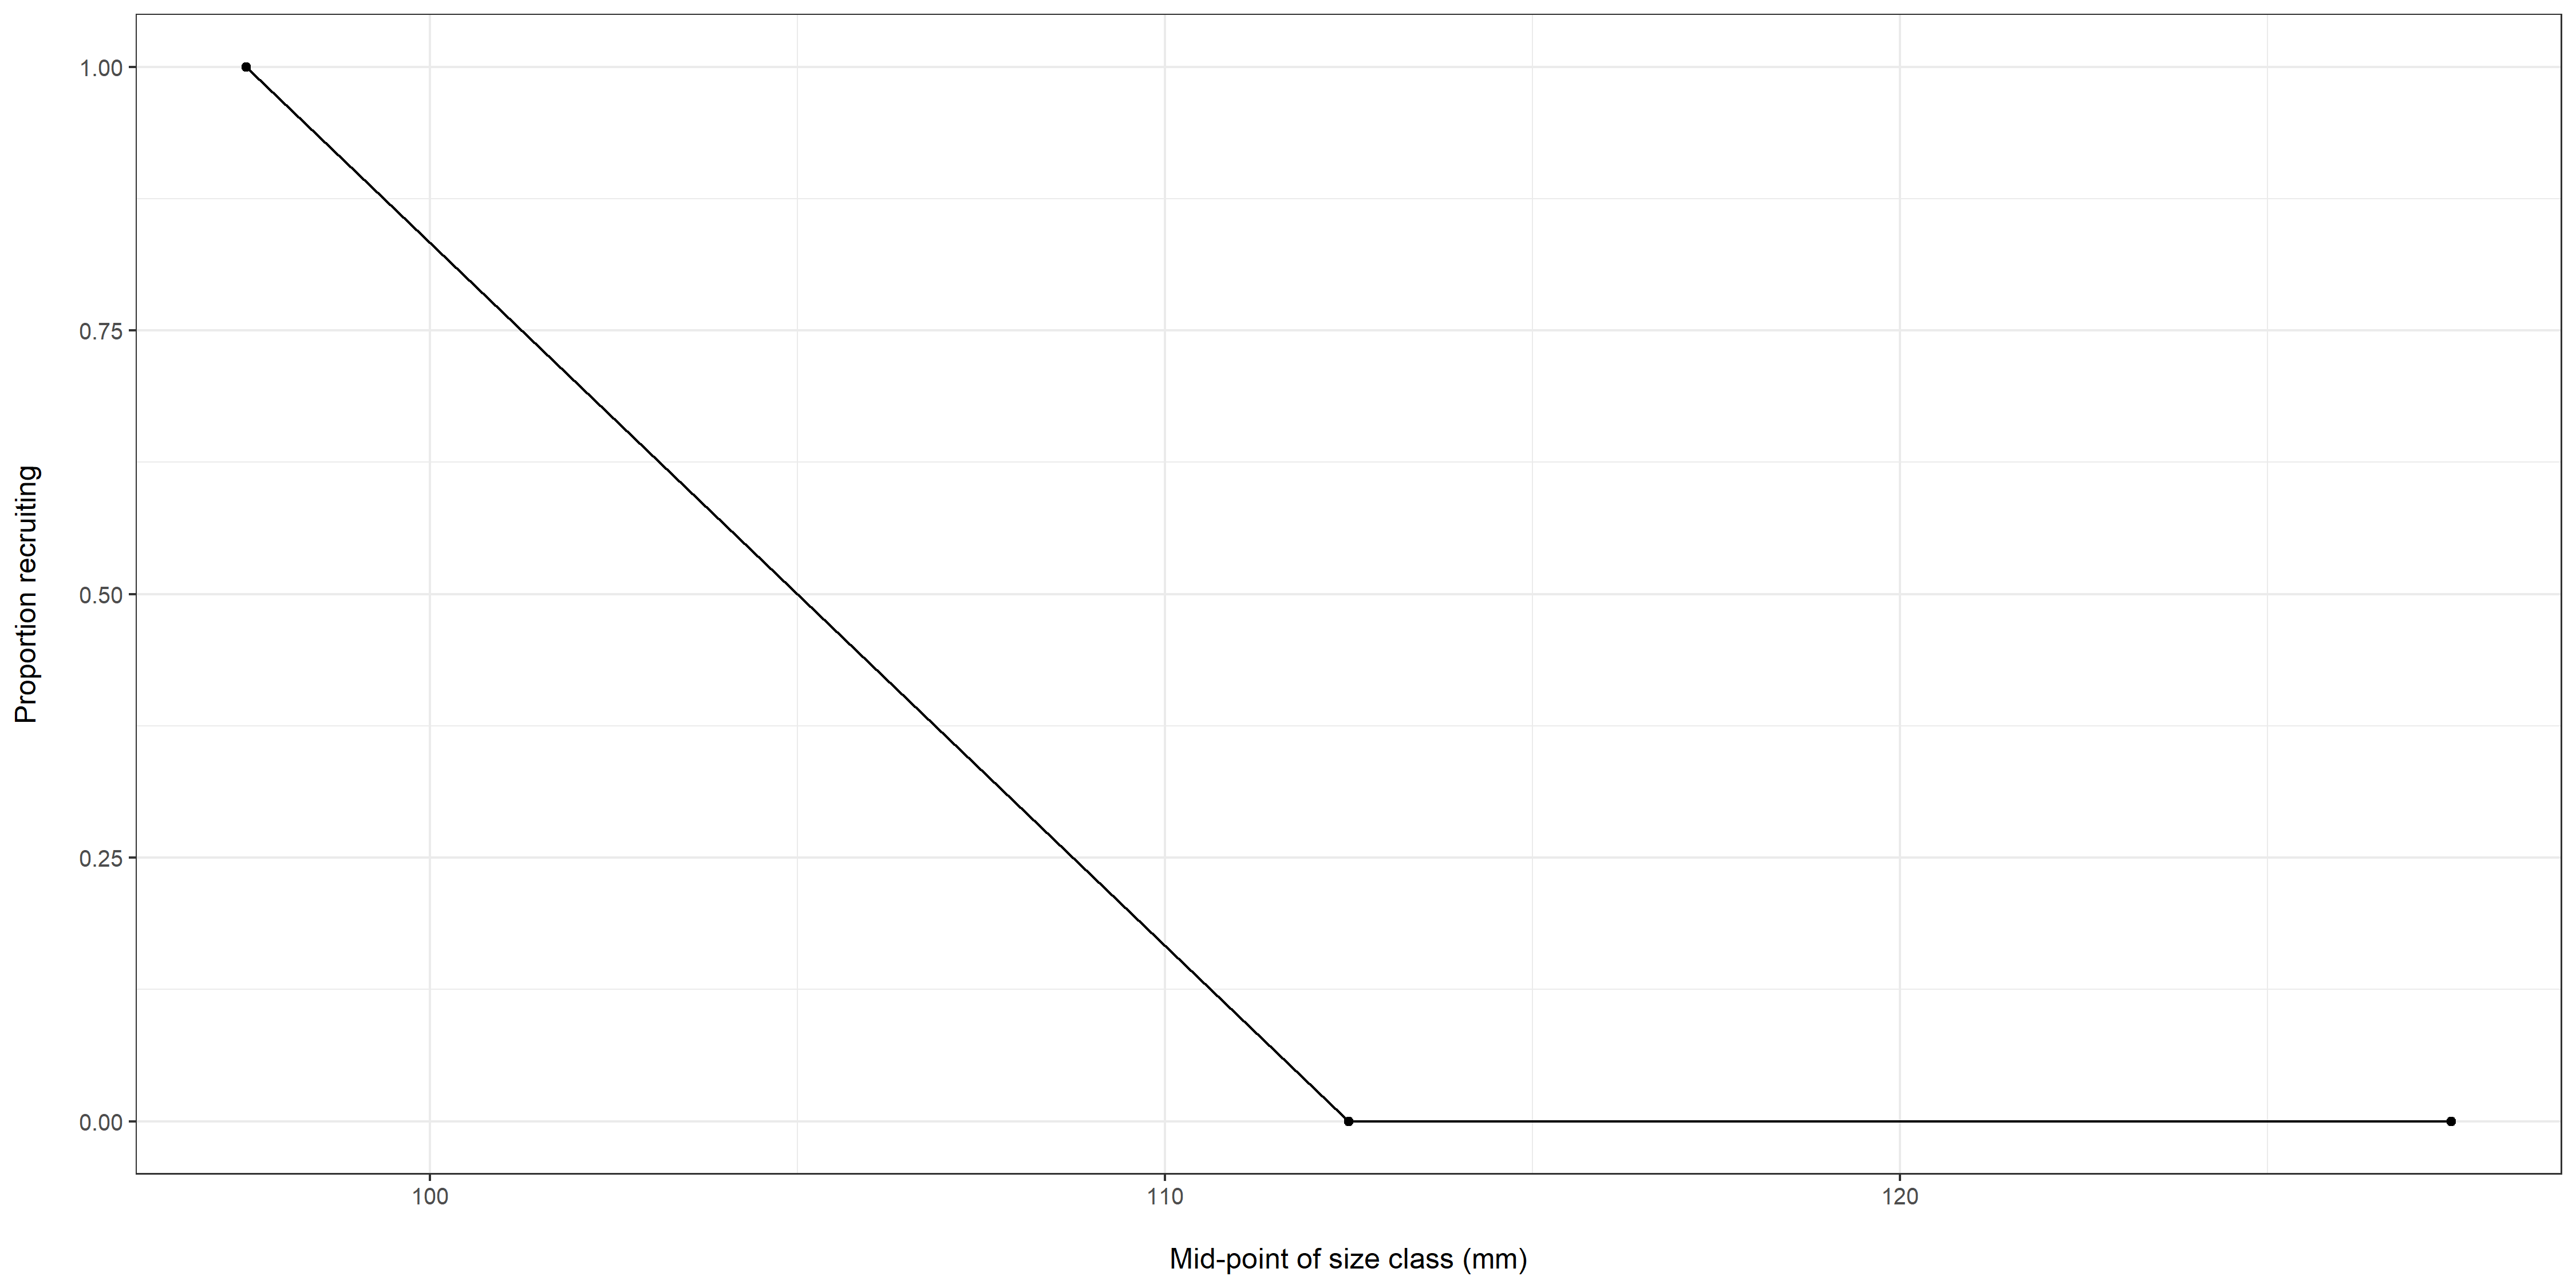 1.00
0.75
0.50
0.25
0.00
Proportion recruiting
100 110 120
Mid-point of size class (mm)